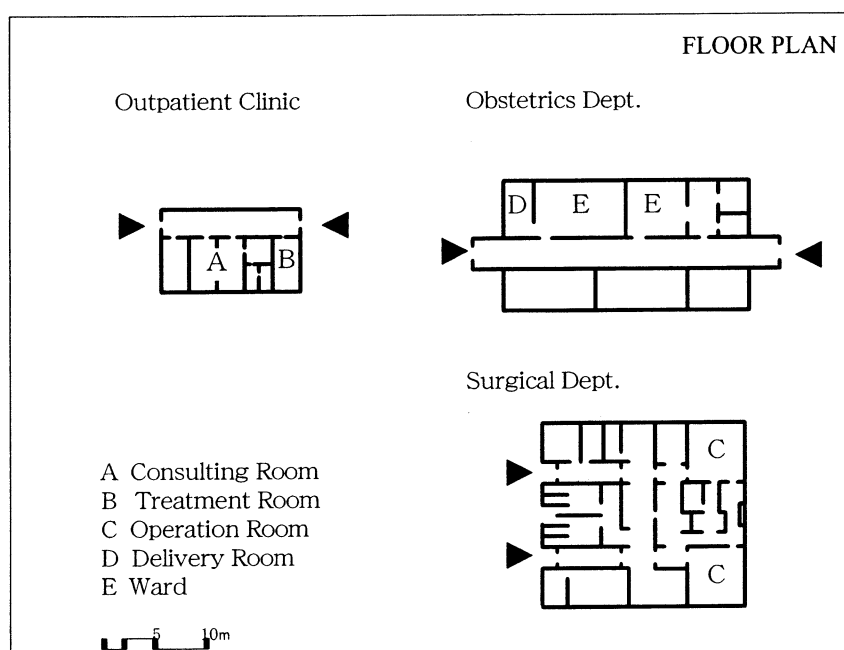 FLOOR PLAN
Outpatient Clinic
Obstetrics Dept.
A
B
D
E
E
Surgical Dept.
C
C
A Consulting Room
B Treatment Room
C Operation Room
D Delivery Room
E Ward
5 10m